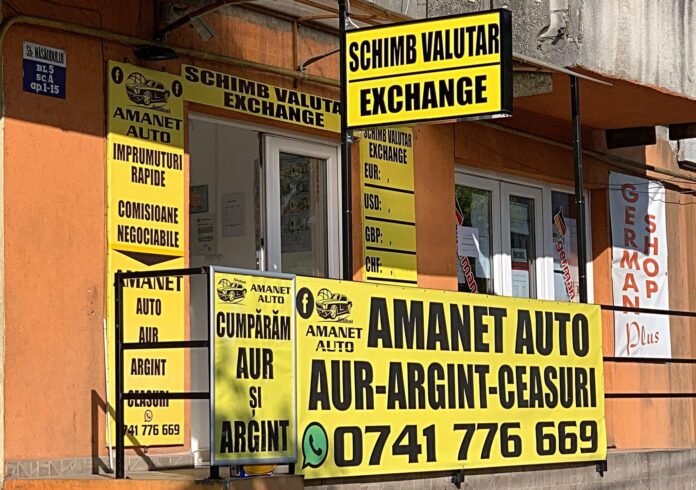 Str. NĂSĂUDULUI
BL.5
sc.A
ap.1-15
AMANET
AUTO
IMPRUMUTURI
RAPIDE
COMISIOANE
NEGOCIABILE
AMANET
AUTO
AUR
ARGINT
CEASURI
0741 776 669
SCHIMB VALUTAR
EXCHANGE
SCHIMB VALUTAR
EXCHANGE
SCHIMB VALUTAR
EXCHANGE
EUR: ,
USD: ,
GBP: ,
CHF: ,
AMANET
AUTO
CUMPĂRĂM
AUR
ȘI
ARGINT
AMANET
AUTO
AMANET AUTO
AUR-ARGINT-CEASURI
0741 776 669
german
german
GERMAN
SHOP
Plus